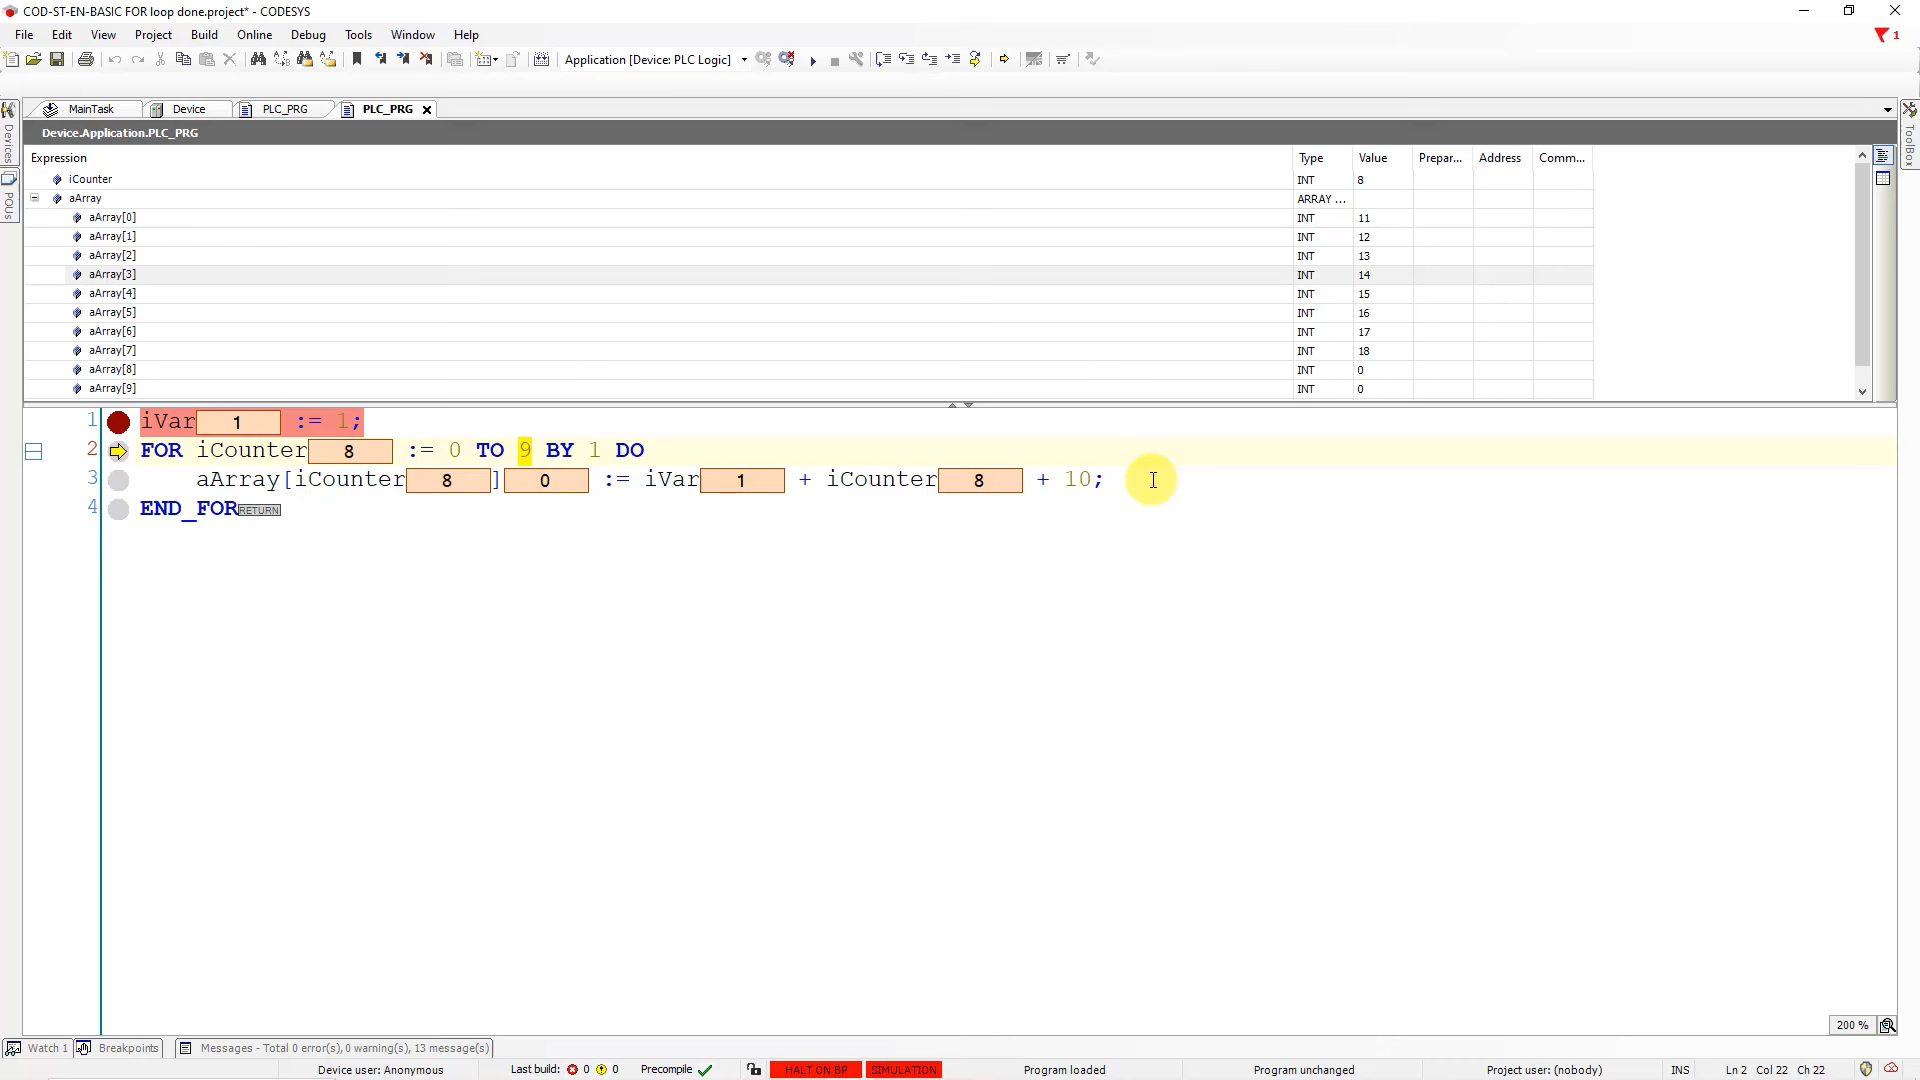 COD-ST-EN-BASIC FOR loop done.project* - CODESYS
File Edit View Project Build Online Debug Tools Window Help
1
Application [Device: PLC Logic]
MainTask Device PLC_PRG PLC_PRG
Device.Application.PLC_PRG
Devices
POUs
ToolBox
Expression Type Value Prepar... Address Comm...
iCounter INT 8
aArray ARRAY ...
aArray[0] INT 11
aArray[1] INT 12
aArray[2] INT 13
aArray[3] INT 14
aArray[4] INT 15
aArray[5] INT 16
aArray[6] INT 17
aArray[7] INT 18
aArray[8] INT 0
aArray[9] INT 0
1 iVar 1 := 1;
2 FOR iCounter 8 := 0 TO 9 BY 1 DO
3 aArray[iCounter 8 ] 0 := iVar 1 + iCounter 8 + 10;
4 END_FOR RETURN
200 %
Watch 1 Breakpoints Messages - Total 0 error(s), 0 warning(s), 13 message(s)
Device user: Anonymous Last build: 0 0 Precompile HALT ON BP SIMULATION Program loaded Program unchanged Project user: (nobody) INS Ln 2 Col 22 Ch 22